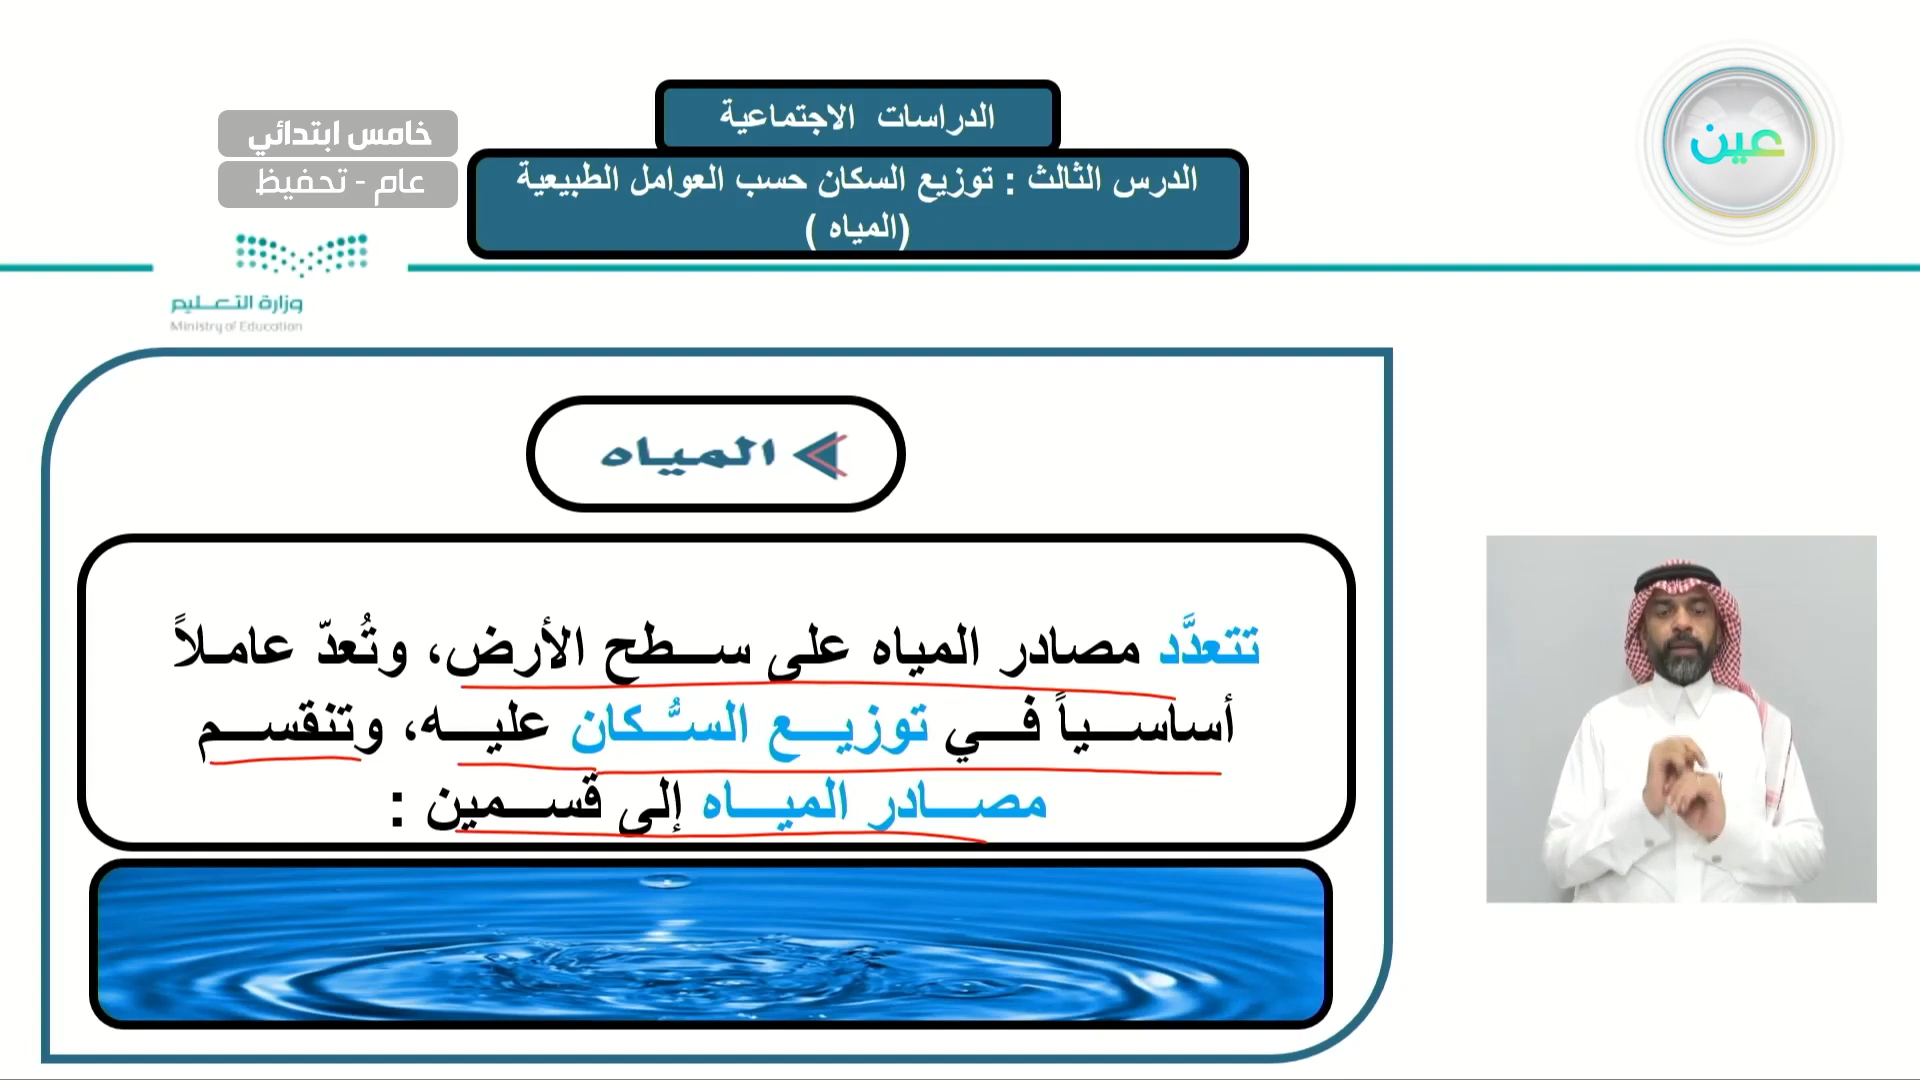 الدراسات الاجتماعية
الدرس الثالث : توزيع السكان حسب العوامل الطبيعية
(المياه )
عين
خامس ابتدائي
عام - تحفيظ
وزارة التعليم
Ministry of Education
المياه
تتعدَّد مصادر المياه على سطح الأرض، وتُعدّ عاملاً
أساسياً في توزيع السُّكان عليه، وتنقسم
مصادر المياه إلى قسمين :